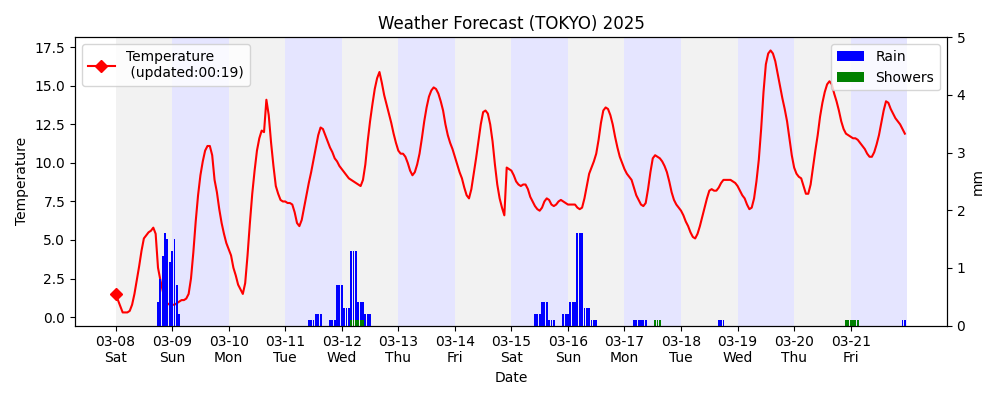 Weather Forecast (TOKYO) 2025
Temperature
(updated:00:19)
Rain
Showers
17.5
15.0
12.5
10.0
7.5
5.0
2.5
0.0
Temperature
5
4
3
2
1
0
mm
03-08 03-09 03-10 03-11 03-12 03-13 03-14 03-15 03-16 03-17 03-18 03-19 03-20 03-21
Sat Sun Mon Tue Wed Thu Fri Sat Sun Mon Tue Wed Thu Fri
Date